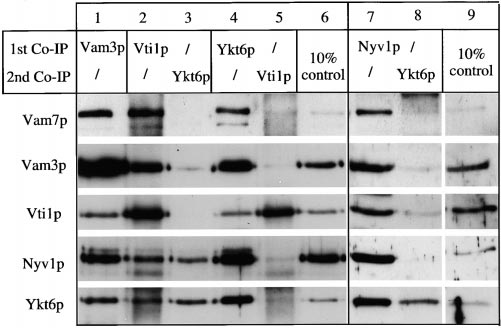 1 2 3 4 5 6 7 8 9
1st Co-IP Vam3p Vti1p / Ykt6p / 10% control Nyv1p / 10% control
2nd Co-IP / / Ykt6p / Vti1p / Ykt6p
Vam7p
Vam3p
Vti1p
Nyv1p
Ykt6p